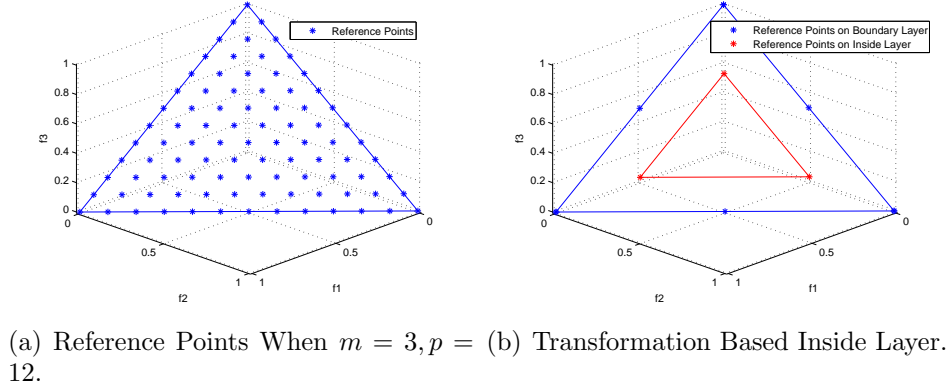 Reference Points
1
0.8
0.6
0.4
0.2
0
f3
0
0.5
1
f2
1
0.5
0
f1
Reference Points on Boundary Layer
Reference Points on Inside Layer
1
0.8
0.6
0.4
0.2
0
f3
0
0.5
1
f2
1
0.5
0
f1
(a) Reference Points When m = 3, p = 12.
(b) Transformation Based Inside Layer.